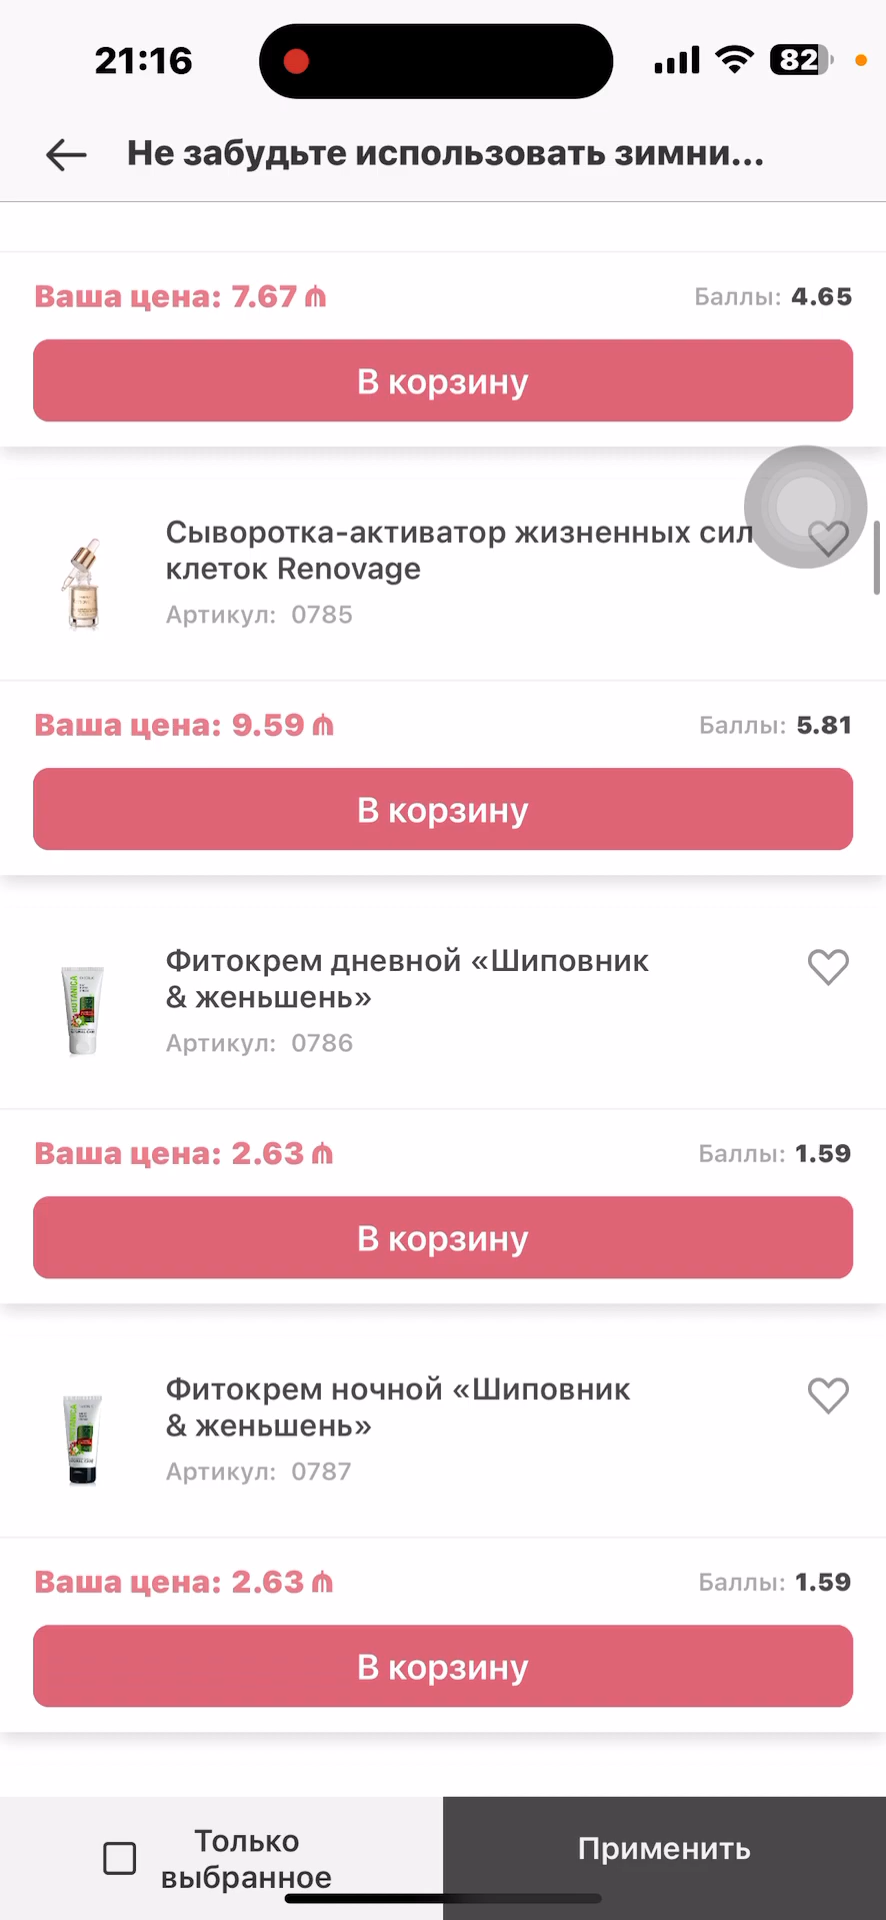 21:16
82
Не забудьте использовать зимни...
Ваша цена: 7.67 ₼
Баллы: 4.65
В корзину
Сыворотка-активатор жизненных сил
клеток Renovage
Артикул: 0785
Ваша цена: 9.59 ₼
Баллы: 5.81
В корзину
Фитокрем дневной «Шиповник
& женьшень»
Артикул: 0786
BOTANICA
Ваша цена: 2.63 ₼
Баллы: 1.59
В корзину
Фитокрем ночной «Шиповник
& женьшень»
Артикул: 0787
BOTANICA
Ваша цена: 2.63 ₼
Баллы: 1.59
В корзину
Только
выбранное
Применить